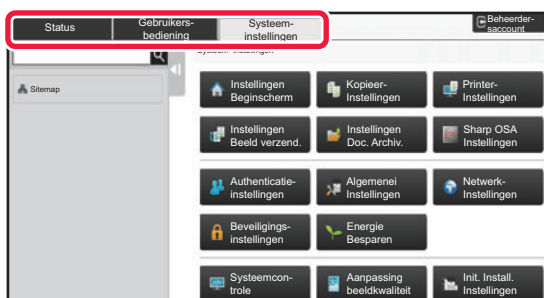 Status
Gebruikers-
bediening
Systeem-
instellingen
Beheerder-
saccount
Sitemap
Instellingen
Beginscherm
Kopieer-
Instellingen
Printer-
Instellingen
Instellingen
Beeld verzend.
Instellingen
Doc. Archiv.
Sharp OSA
Instellingen
Authenticatie-
instellingen
Algemenei
Instellingen
Netwerk-
Instellingen
Beveiligings-
instellingen
Energie
Besparen
Systeemcon-
trole
Aanpassing
beeldkwaliteit
Init. Install.
Instellingen